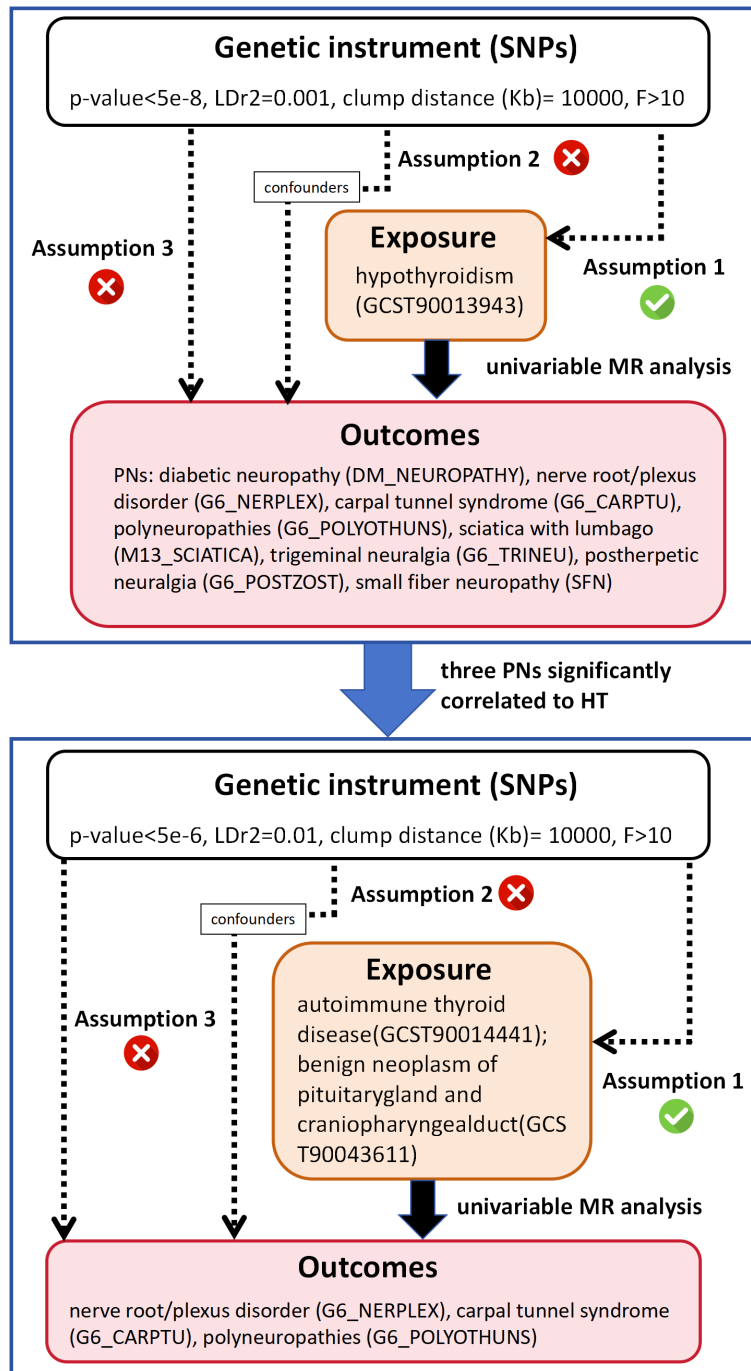 Genetic instrument (SNPs)
p-value<5e-8, LDr2=0.001, clump distance (Kb)= 10000, F>10
Assumption 2
confounders
Assumption 3
Exposure
hypothyroidism
(GCST90013943)
Assumption 1
univariable MR analysis
Outcomes
PNs: diabetic neuropathy (DM_NEUROPATHY), nerve root/plexus
disorder (G6_NERPLEX), carpal tunnel syndrome (G6_CARPTU),
polyneuropathies (G6_POLYOTHUNS), sciatica with lumbago
(M13_SCIATICA), trigeminal neuralgia (G6_TRINEU), postherpetic
neuralgia (G6_POSTZOST), small fiber neuropathy (SFN)
three PNs significantly
correlated to HT
Genetic instrument (SNPs)
p-value<5e-6, LDr2=0.01, clump distance (Kb)= 10000, F>10
Assumption 2
confounders
Exposure
autoimmune thyroid
disease(GCST90014441);
benign neoplasm of
pituitarygland and
craniopharyngealduct(GCS
T90043611)
Assumption 3
Assumption 1
univariable MR analysis
Outcomes
nerve root/plexus disorder (G6_NERPLEX), carpal tunnel syndrome
(G6_CARPTU), polyneuropathies (G6_POLYOTHUNS)